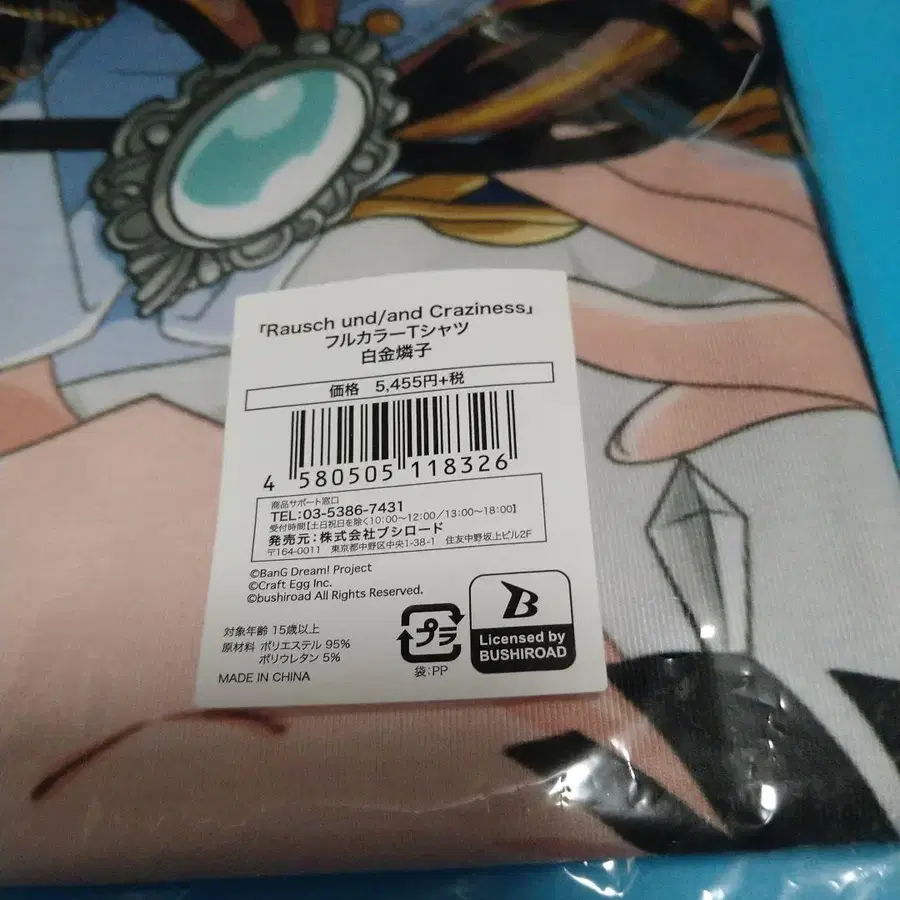 「Rausch und/and Craziness」
フルカラーTシャツ
白金燐子
価格 5,455円+税
4 580505 118326
商品サポート窓口
TEL:03-5386-7431
受付時間【土日祝日を除く10:00~12:00/13:00~18:00】
発売元:株式会社ブシロード
〒164-0011 東京都中野区中央1-38-1 住友中野坂上ビル2F
©BanG Dream! Project
©Craft Egg Inc.
©bushiroad All Rights Reserved.
対象年齢 15歳以上
原材料 ポリエステル 95%
ポリウレタン 5%
MADE IN CHINA
プラ
袋:PP
B
Licensed by
BUSHIROAD